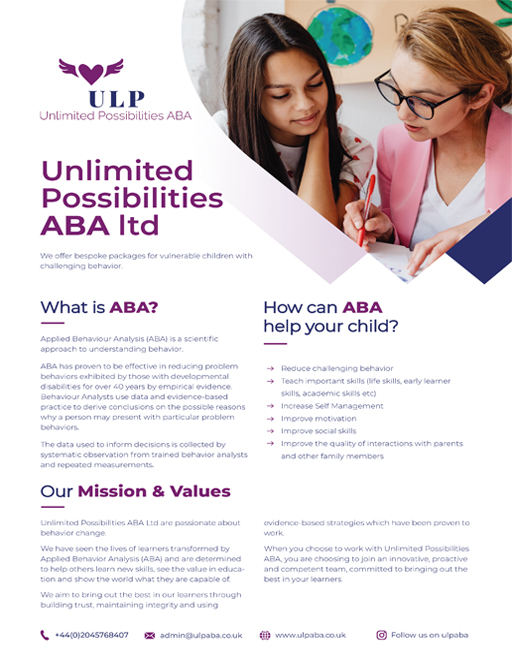 ULP
Unlimited Possibilities ABA
Unlimited
Possibilities
ABA ltd
We offer bespoke packages for vulnerable children with
challenging behavior.
What is ABA?
Applied Behaviour Analysis (ABA) is a scientific
approach to understanding behavior.
ABA has proven to be effective in reducing problem
behaviors exhibited by those with developmental
disabilities for over 40 years by empirical evidence.
Behaviour Analysts use data and evidence-based
practice to derive conclusions on the possible reasons
why a person may present with particular problem
behaviors.
The data used to inform decisions is collected by
systematic observation from trained behavior analysts
and repeated measurements.
How can ABA
help your child?
→ Reduce challenging behavior
→ Teach important skills (life skills, early learner
skills, academic skills etc)
→ Increase Self Management
→ Improve motivation
→ Improve social skills
→ Improve the quality of interactions with parents
and other family members
Our Mission & Values
Unlimited Possibilities ABA Ltd are passionate about
behavior change.
We have seen the lives of learners transformed by
Applied Behavior Analysis (ABA) and are determined
to help others learn new skills, see the value in educa-
tion and show the world what they are capable of.
We aim to bring out the best in our learners through
building trust, maintaining integrity and using
evidence-based strategies which have been proven to
work.
When you choose to work with Unlimited Possibilities
ABA, you are choosing to join an innovative, proactive
and competent team, committed to bringing out the
best in your learners.
+44(0)2045768407
admin@ulpaba.co.uk
www.ulpaba.co.uk
Follow us on ulpaba